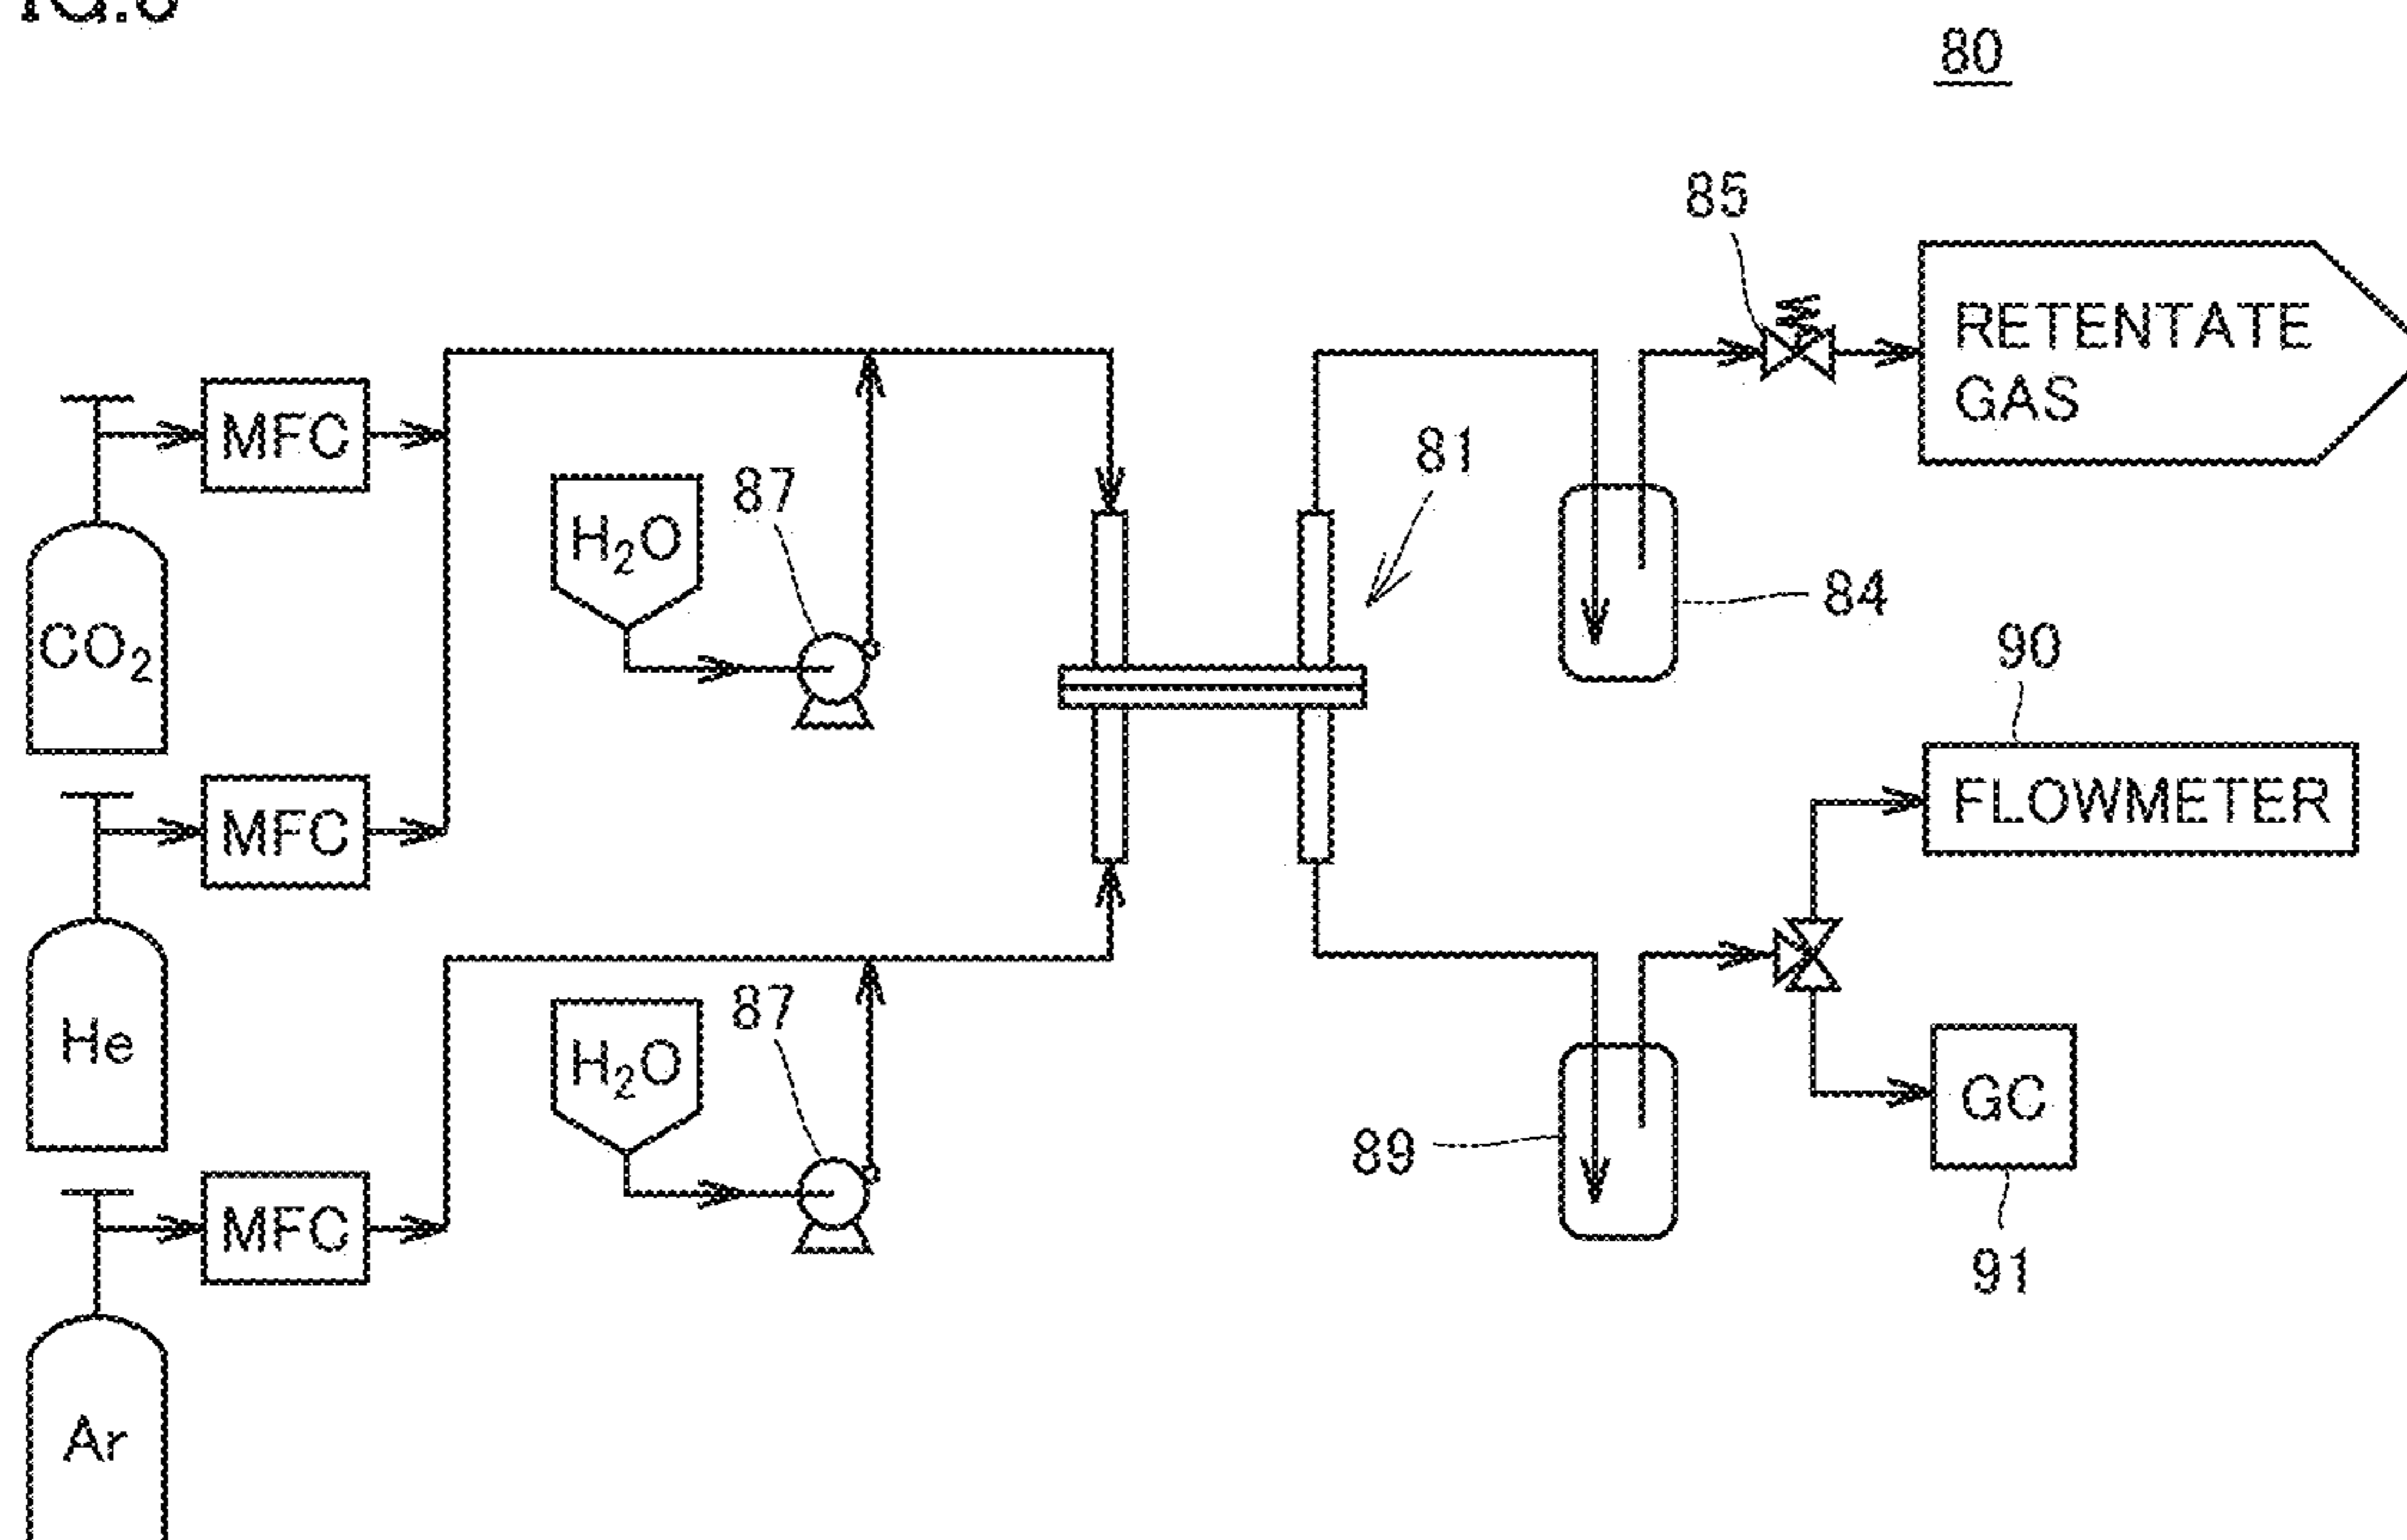 80
85
RETENTATE
GAS
MFC
81
87
H₂O
84
CO₂
90
MFC
FLOWMETER
87
H₂O
He
GC
89
MFC
91
Ar